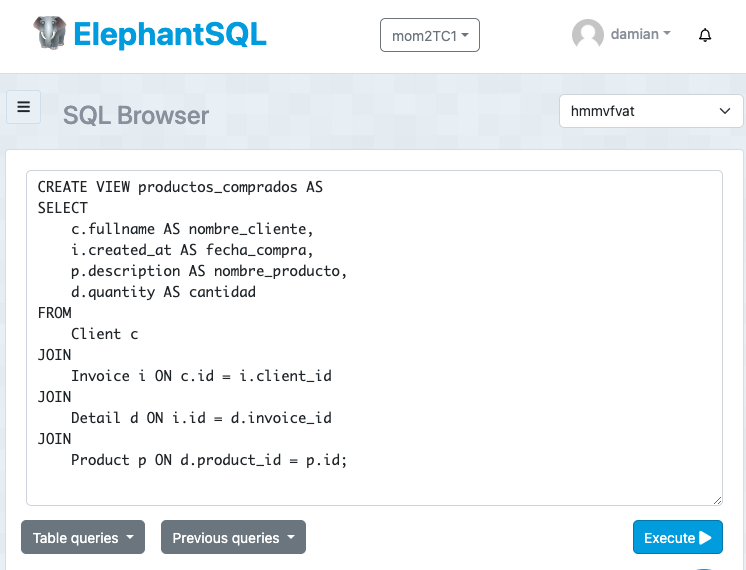 ElephantSQL
mom2TC1
damian
SQL Browser
hmmvfvat
CREATE VIEW productos_comprados AS
SELECT
    c.fullname AS nombre_cliente,
    i.created_at AS fecha_compra,
    p.description AS nombre_producto,
    d.quantity AS cantidad
FROM
    Client c
JOIN
    Invoice i ON c.id = i.client_id
JOIN
    Detail d ON i.id = d.invoice_id
JOIN
    Product p ON d.product_id = p.id;
Table queries
Previous queries
Execute